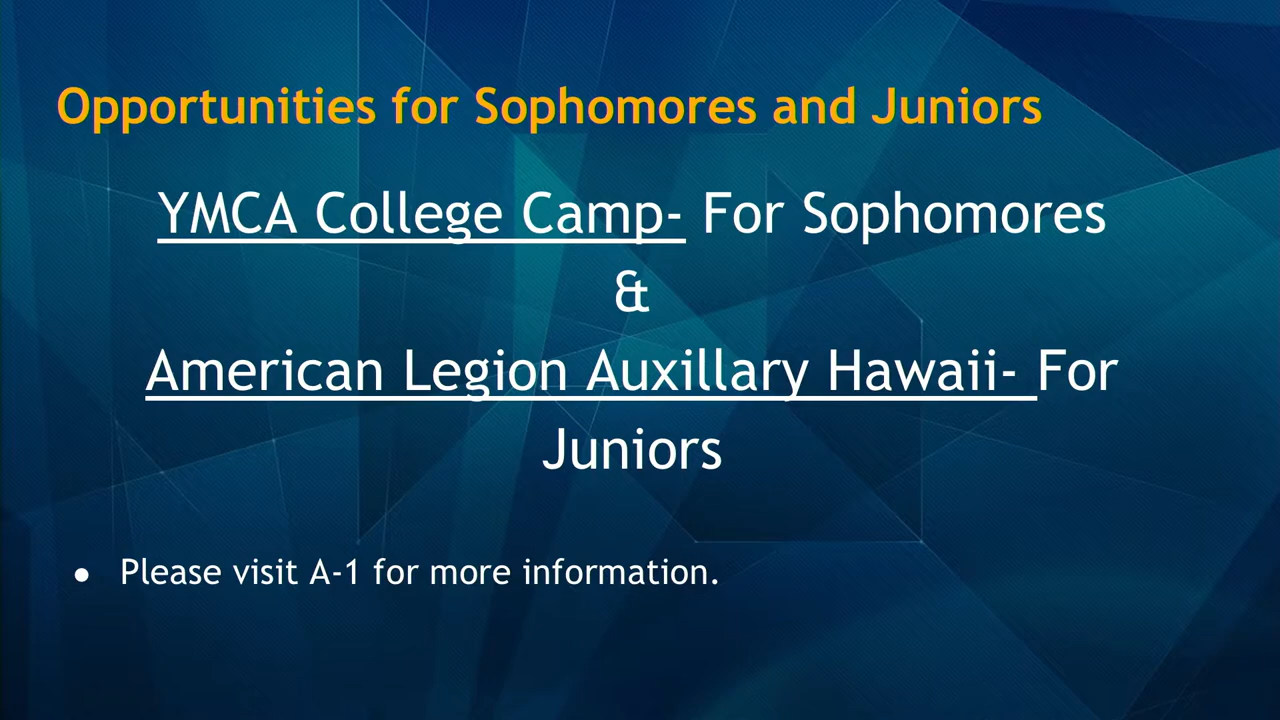 Opportunities for Sophomores and Juniors
YMCA College Camp- For Sophomores
&
American Legion Auxillary Hawaii- For
Juniors
● Please visit A-1 for more information.